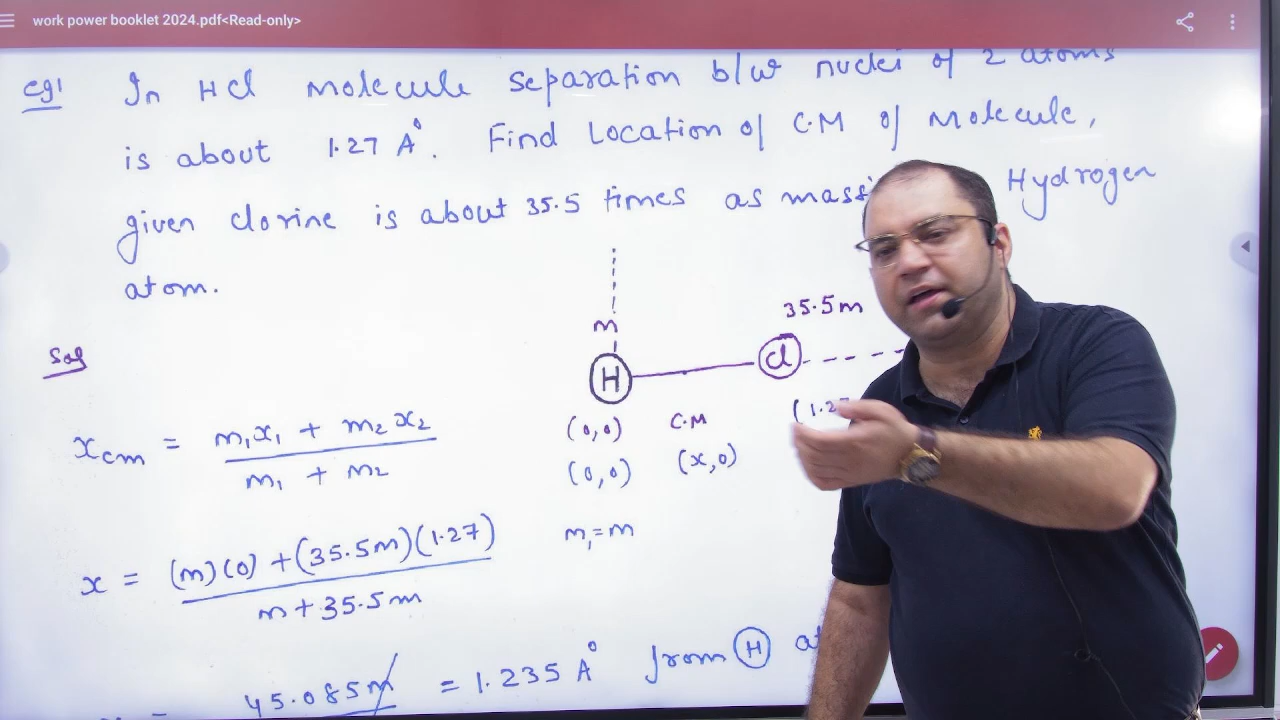 work power booklet 2024.pdf<Read-only>
eg1 In HCl molecule separation b/w nuclei of 2 atoms
is about 1.27 A°. Find Location of C.M of Molecule,
given clorine is about 35.5 times as Hydrogen
atom.
35.5m
m
Sol
H Cl
xcm = m1x1 + m2x2
m1 + m2
(0,0) C.M
(0,0) (x,0)
x = (m)(0) + (35.5m)(1.27)
m + 35.5m
m1 = m
45.085m = 1.235 A° from H